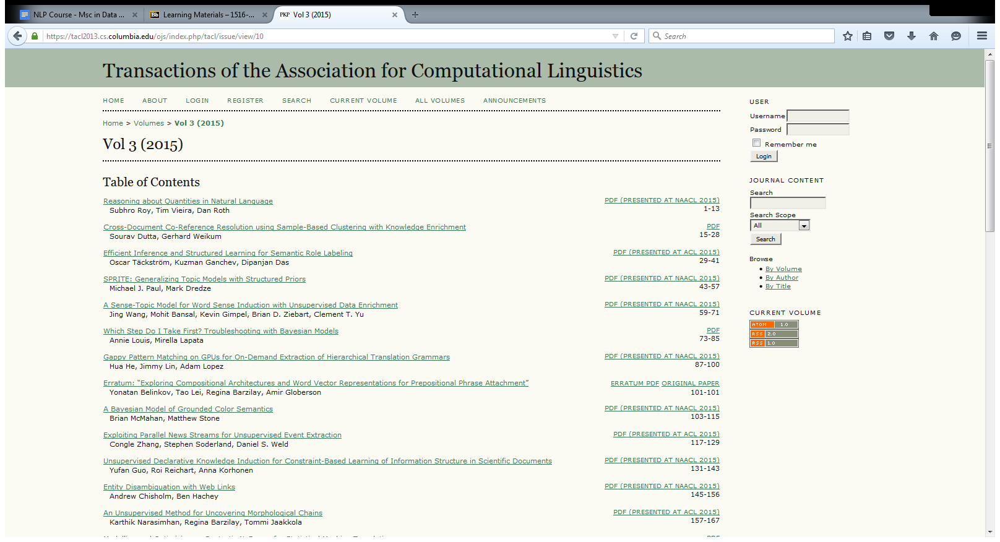 NLP Course - Msc in Data ...
Bb Learning Materials – 1516-...
PKP Vol 3 (2015)
https://tacl2013.cs.columbia.edu/ojs/index.php/tacl/issue/view/10
Search
Transactions of the Association for Computational Linguistics
HOME ABOUT LOGIN REGISTER SEARCH CURRENT VOLUME ALL VOLUMES ANNOUNCEMENTS
Home > Volumes > Vol 3 (2015)
Vol 3 (2015)
Table of Contents
Reasoning about Quantities in Natural Language PDF (PRESENTED AT NAACL 2015)
Subhro Roy, Tim Vieira, Dan Roth 1-13
Cross-Document Co-Reference Resolution using Sample-Based Clustering with Knowledge Enrichment PDF
Sourav Dutta, Gerhard Weikum 15-28
Efficient Inference and Structured Learning for Semantic Role Labeling PDF (PRESENTED AT ACL 2015)
Oscar Täckström, Kuzman Ganchev, Dipanjan Das 29-41
SPRITE: Generalizing Topic Models with Structured Priors PDF (PRESENTED AT NAACL 2015)
Michael J. Paul, Mark Dredze 43-57
A Sense-Topic Model for Word Sense Induction with Unsupervised Data Enrichment PDF (PRESENTED AT NAACL 2015)
Jing Wang, Mohit Bansal, Kevin Gimpel, Brian D. Ziebart, Clement T. Yu 59-71
Which Step Do I Take First? Troubleshooting with Bayesian Models PDF
Annie Louis, Mirella Lapata 73-85
Gappy Pattern Matching on GPUs for On-Demand Extraction of Hierarchical Translation Grammars PDF (PRESENTED AT NAACL 2015)
Hua He, Jimmy Lin, Adam Lopez 87-100
Erratum: “Exploring Compositional Architectures and Word Vector Representations for Prepositional Phrase Attachment” ERRATUM PDF ORIGINAL PAPER
Yonatan Belinkov, Tao Lei, Regina Barzilay, Amir Globerson 101-101
A Bayesian Model of Grounded Color Semantics PDF (PRESENTED AT NAACL 2015)
Brian McMahan, Matthew Stone 103-115
Exploiting Parallel News Streams for Unsupervised Event Extraction PDF (PRESENTED AT ACL 2015)
Congle Zhang, Stephen Soderland, Daniel S. Weld 117-129
Unsupervised Declarative Knowledge Induction for Constraint-Based Learning of Information Structure in Scientific Documents PDF (PRESENTED AT NAACL 2015)
Yufan Guo, Roi Reichart, Anna Korhonen 131-143
Entity Disambiguation with Web Links PDF (PRESENTED AT NAACL 2015)
Andrew Chisholm, Ben Hachey 145-156
An Unsupervised Method for Uncovering Morphological Chains PDF (PRESENTED AT ACL 2015)
Karthik Narasimhan, Regina Barzilay, Tommi Jaakkola 157-167
USER
Username
Password
Remember me
Login
JOURNAL CONTENT
Search
Search Scope
All
Search
Browse
By Volume
By Author
By Title
CURRENT VOLUME
ATOM 1.0
RSS 2.0
RSS 1.0